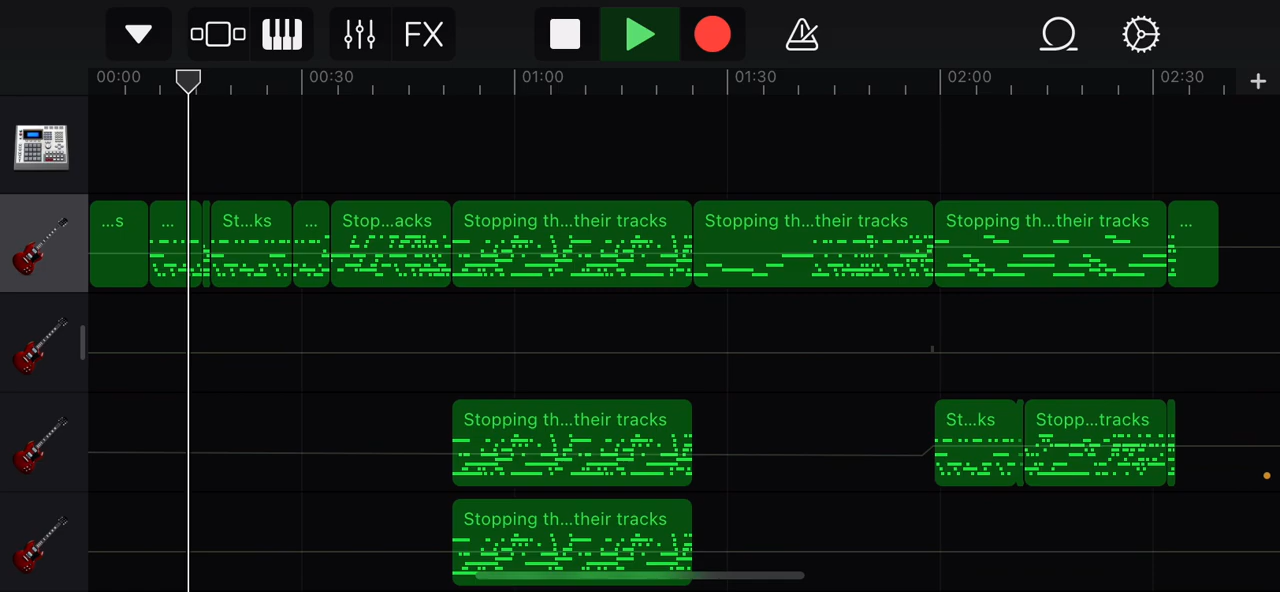 FX
00:00 00:30 01:00 01:30 02:00 02:30
...s ... St...ks ... Stop...acks Stopping th...their tracks Stopping th...their tracks Stopping th...their tracks ...
Stopping th...their tracks St...ks Stopp...tracks
Stopping th...their tracks